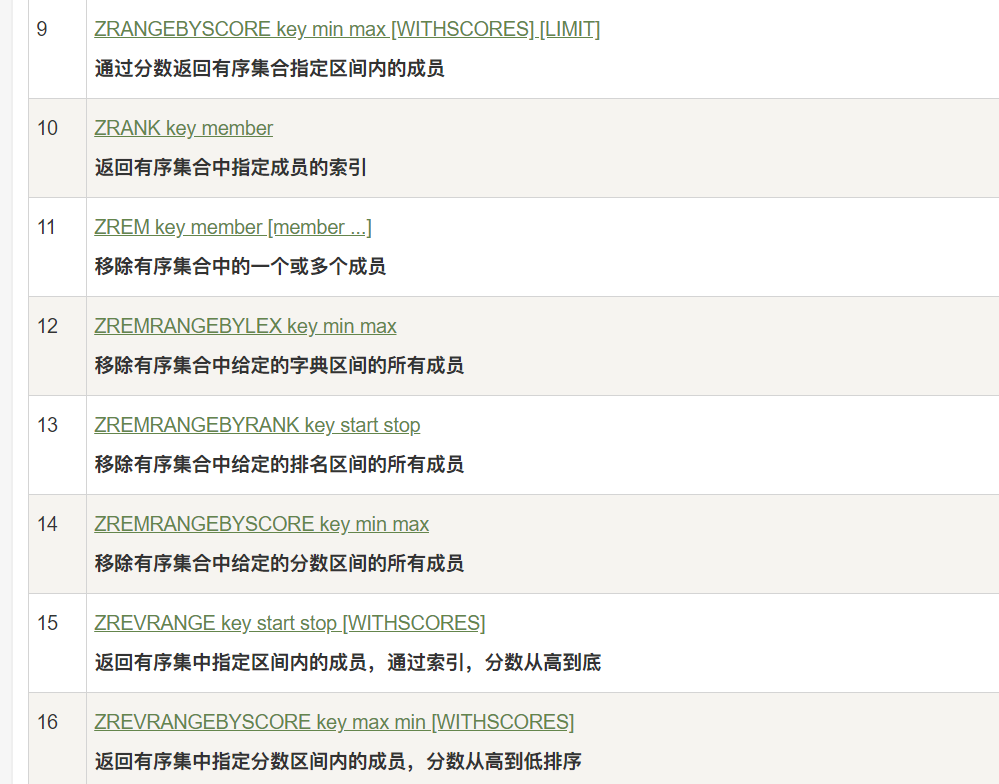 9
ZRANGEBYSCORE key min max [WITHSCORES] [LIMIT]
通过分数返回有序集合指定区间内的成员
10
ZRANK key member
返回有序集合中指定成员的索引
11
ZREM key member [member ...]
移除有序集合中的一个或多个成员
12
ZREMRANGEBYLEX key min max
移除有序集合中给定的字典区间的所有成员
13
ZREMRANGEBYRANK key start stop
移除有序集合中给定的排名区间的所有成员
14
ZREMRANGEBYSCORE key min max
移除有序集合中给定的分数区间的所有成员
15
ZREVRANGE key start stop [WITHSCORES]
返回有序集中指定区间内的成员，通过索引，分数从高到底
16
ZREVRANGEBYSCORE key max min [WITHSCORES]
返回有序集中指定分数区间内的成员，分数从高到低排序